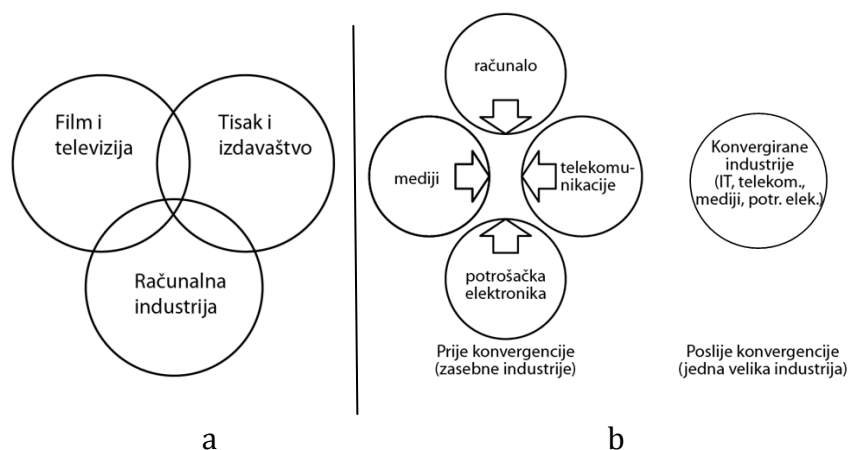 Film i
televizija
Tisak i
izdavaštvo
Računalna
industrija
a
računalo
mediji
telekomu-
nikacije
potrošačka
elektronika
Prije konvergencije
(zasebne industrije)
Konvergirane
industrije
(IT, telekom.,
mediji, potr. elek.)
Poslije konvergencije
(jedna velika industrija)
b